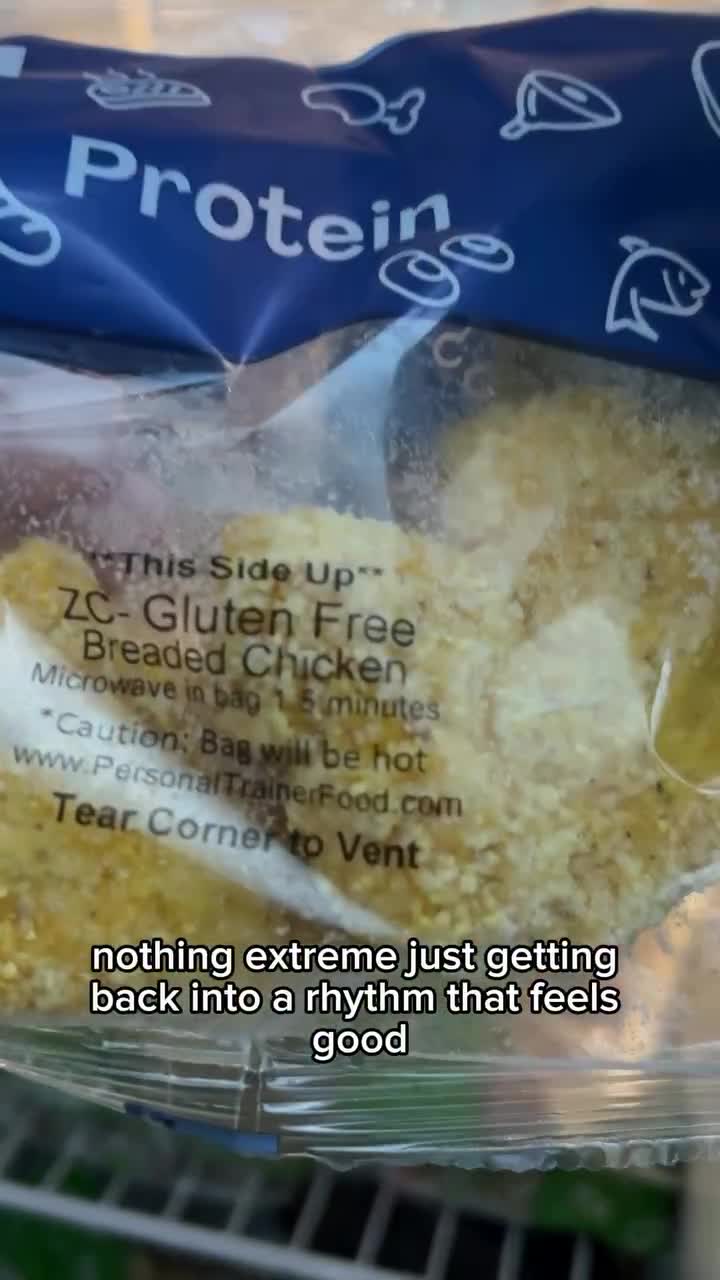 Protein
**This Side Up**
ZC- Gluten Free
Breaded Chicken
Microwave in bag 1.5 minutes
*Caution: Bag will be hot
www.PersonalTrainerFood.com
Tear Corner to Vent
nothing extreme just getting
back into a rhythm that feels
good